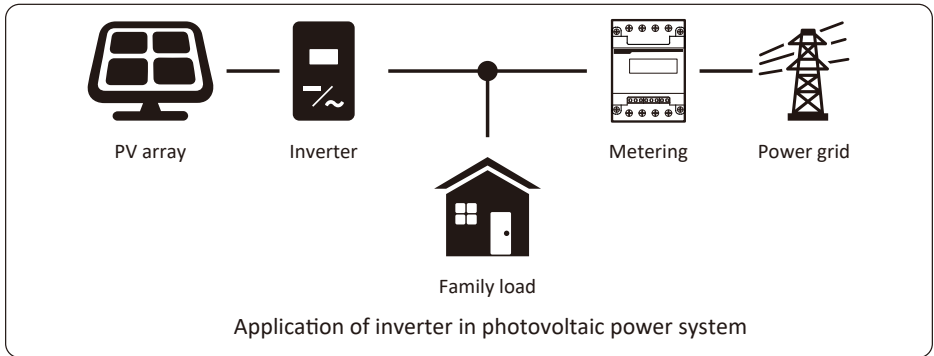 PV array
Inverter
Metering
Power grid
Family load
Application of inverter in photovoltaic power system